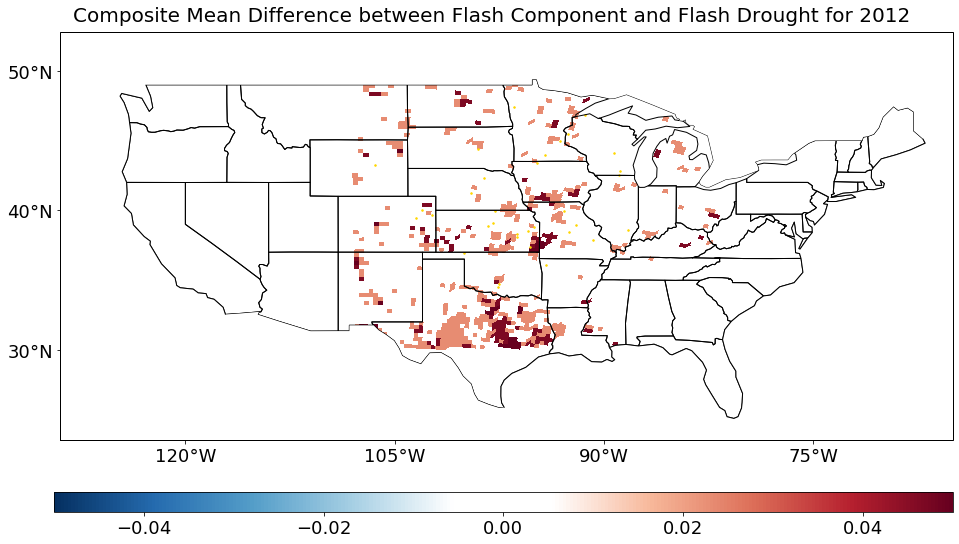 Composite Mean Difference between Flash Component and Flash Drought for 2012
50°N
40°N
30°N
120°W 105°W 90°W 75°W
−0.04 −0.02 0.00 0.02 0.04